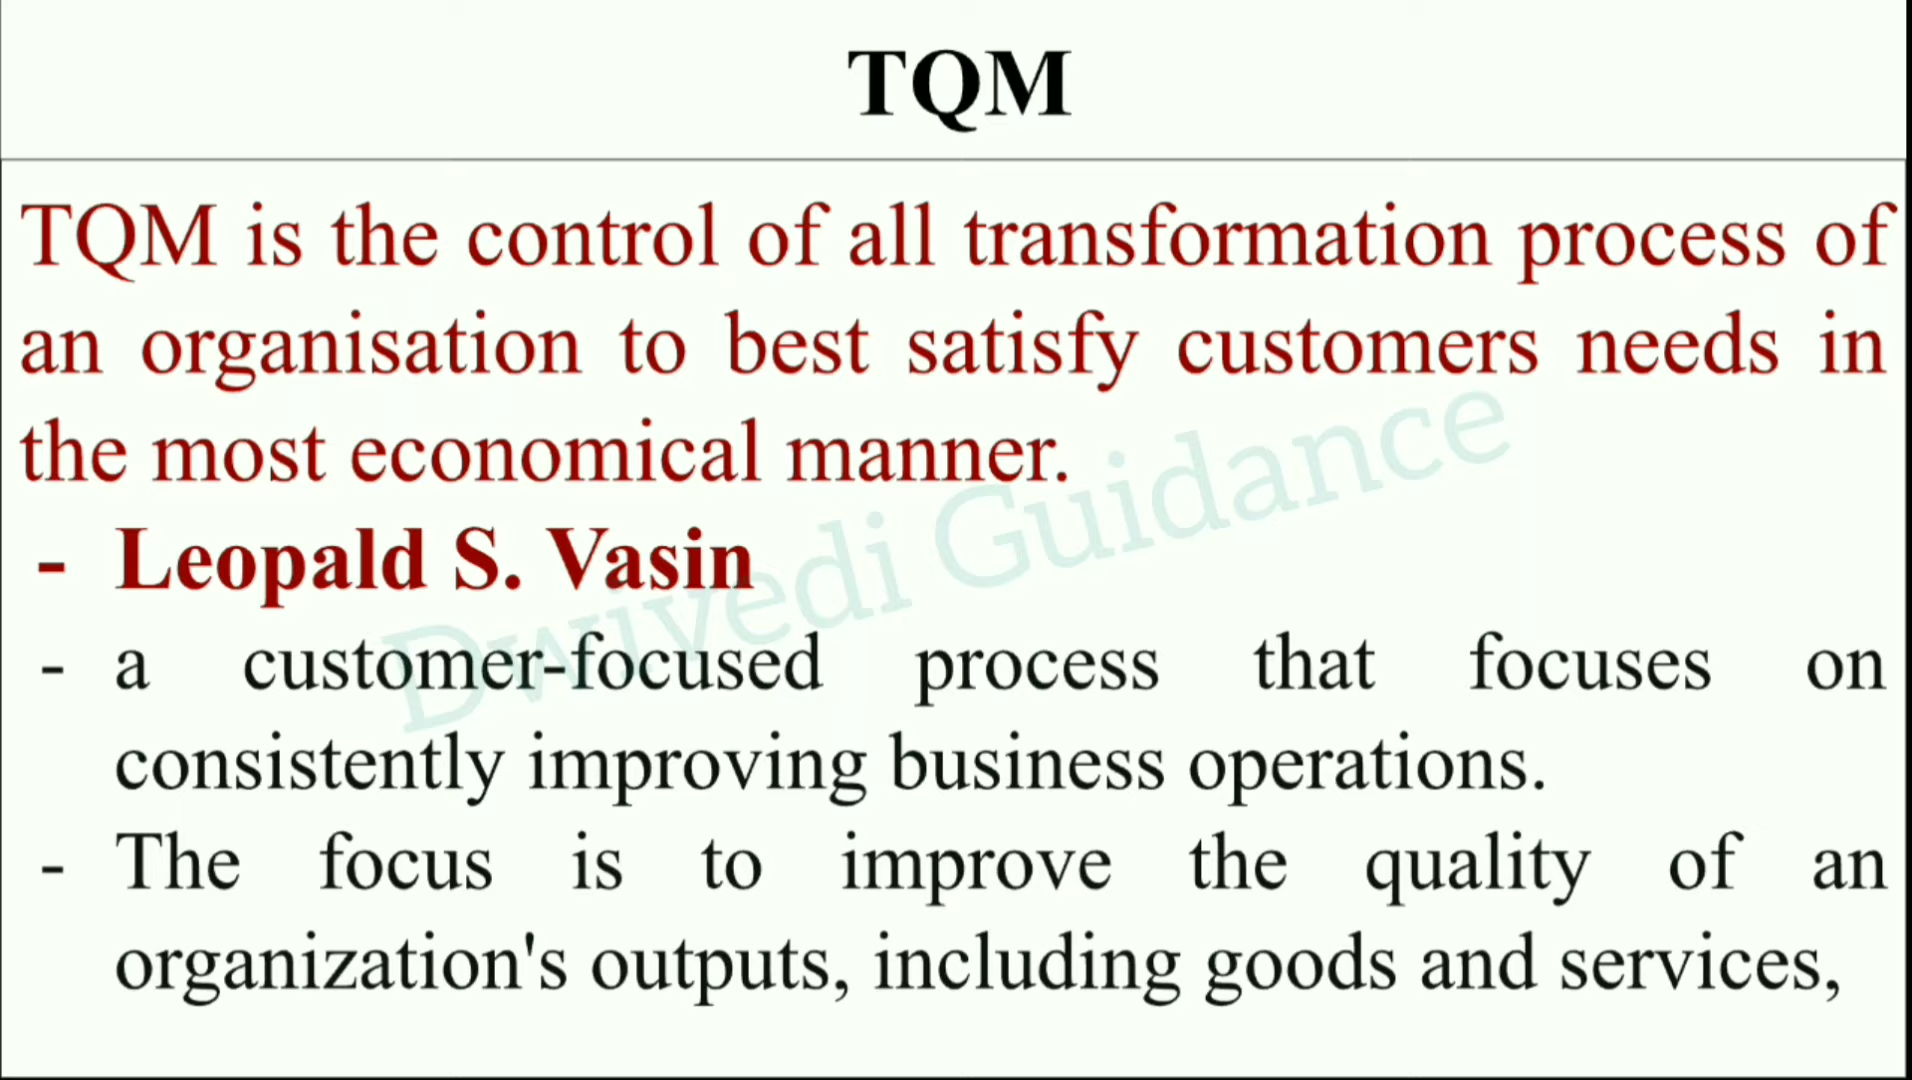 TQM
TQM is the control of all transformation process of
an organisation to best satisfy customers needs in
the most economical manner.
- Leopald S. Vasin
- a customer-focused process that focuses on
consistently improving business operations.
- The focus is to improve the quality of an
organization's outputs, including goods and services,
Dwivedi Guidance